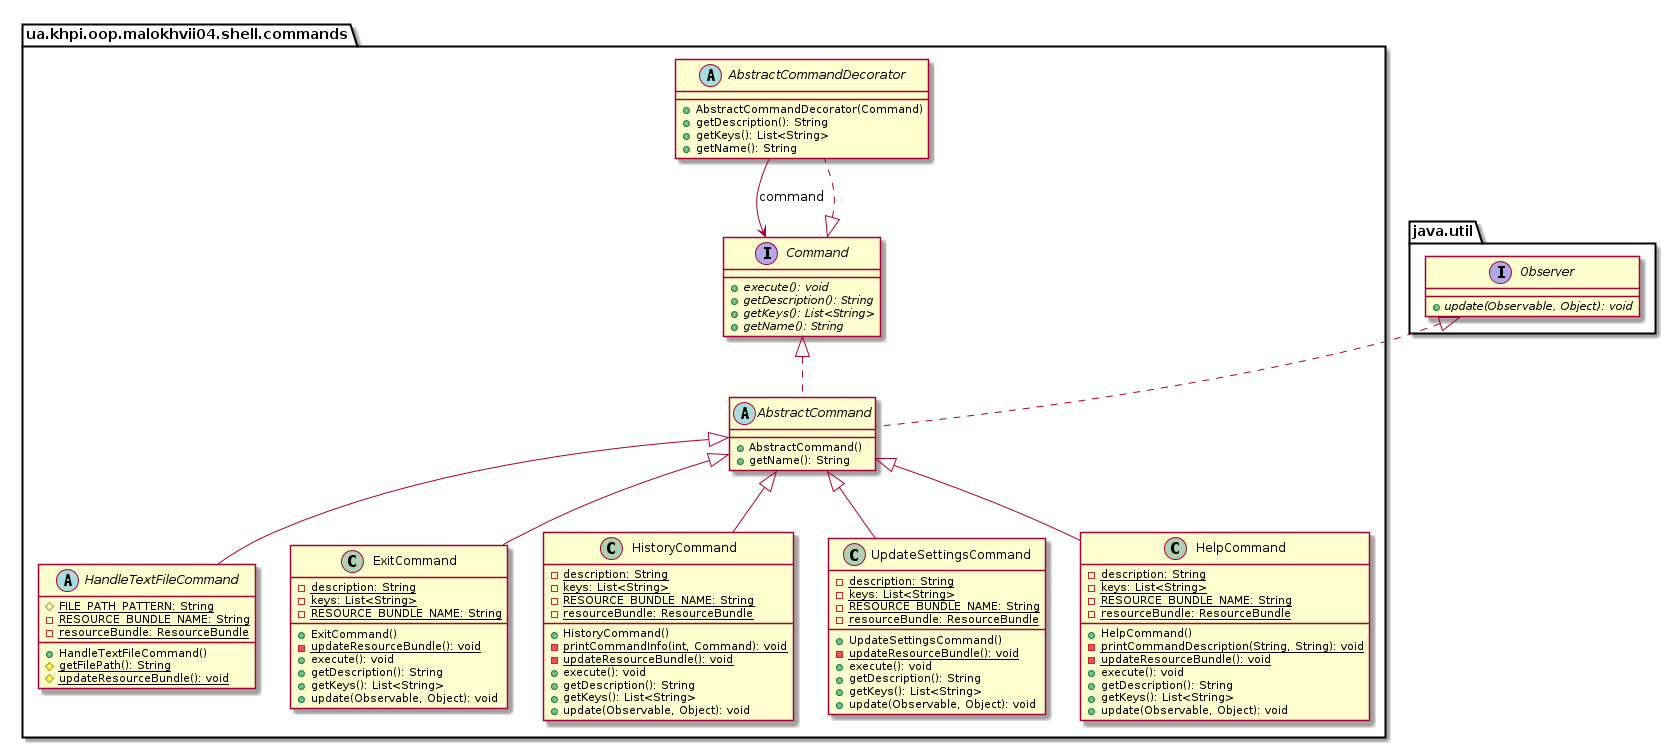 ua.khpi.oop.malokhvii04.shell.commands
A AbstractCommandDecorator
AbstractCommandDecorator(Command)
getDescription(): String
getKeys(): List<String>
getName(): String
command
I Command
execute(): void
getDescription(): String
getKeys(): List<String>
getName(): String
java.util
I Observer
update(Observable, Object): void
A AbstractCommand
AbstractCommand()
getName(): String
A HandleTextFileCommand
FILE_PATH_PATTERN: String
RESOURCE_BUNDLE_NAME: String
resourceBundle: ResourceBundle
HandleTextFileCommand()
getFilePath(): String
updateResourceBundle(): void
C ExitCommand
description: String
keys: List<String>
RESOURCE_BUNDLE_NAME: String
ExitCommand()
updateResourceBundle(): void
execute(): void
getDescription(): String
getKeys(): List<String>
update(Observable, Object): void
C HistoryCommand
description: String
keys: List<String>
RESOURCE_BUNDLE_NAME: String
resourceBundle: ResourceBundle
HistoryCommand()
printCommandInfo(int, Command): void
updateResourceBundle(): void
execute(): void
getDescription(): String
getKeys(): List<String>
update(Observable, Object): void
C UpdateSettingsCommand
description: String
keys: List<String>
RESOURCE_BUNDLE_NAME: String
resourceBundle: ResourceBundle
UpdateSettingsCommand()
updateResourceBundle(): void
execute(): void
getDescription(): String
getKeys(): List<String>
update(Observable, Object): void
C HelpCommand
description: String
keys: List<String>
RESOURCE_BUNDLE_NAME: String
resourceBundle: ResourceBundle
HelpCommand()
printCommandDescription(String, String): void
updateResourceBundle(): void
execute(): void
getDescription(): String
getKeys(): List<String>
update(Observable, Object): void